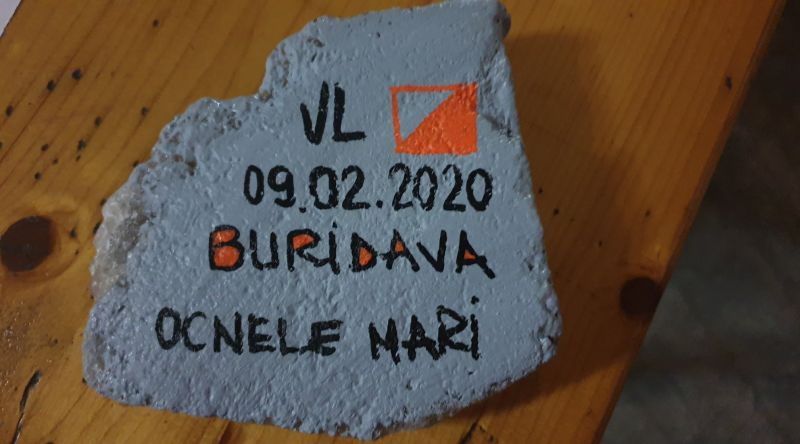 VL
09.02.2020
BURiDAVA
OCNELE MARi